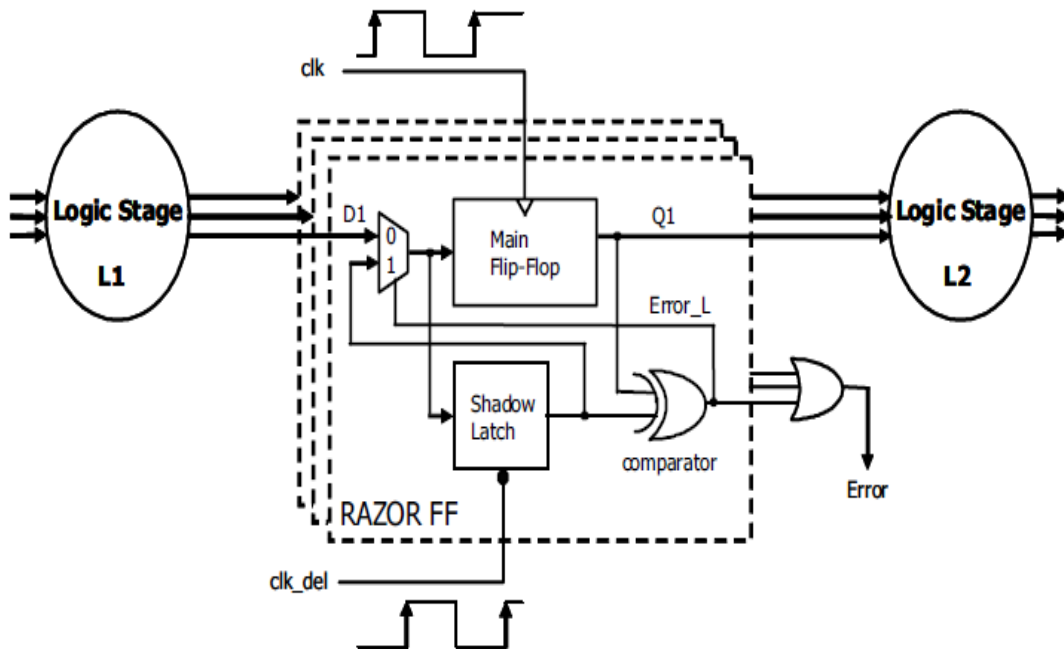 clk
Logic Stage
L1
D1
0
1
Main
Flip-Flop
Q1
Error_L
Logic Stage
L2
Shadow
Latch
comparator
Error
RAZOR FF
clk_del